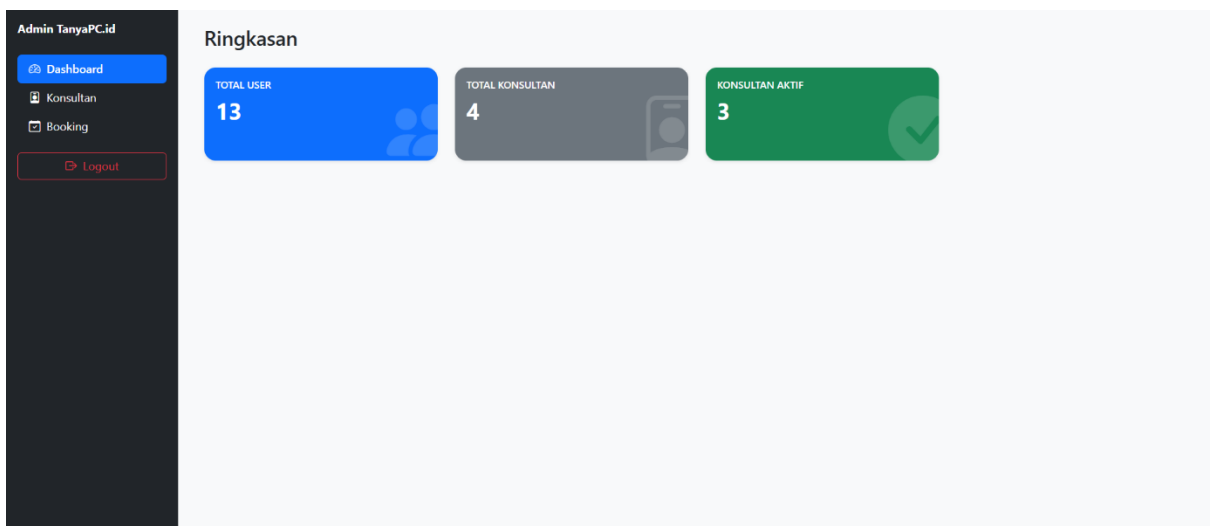 Admin TanyaPC.id
Dashboard
Konsultan
Booking
Logout
Ringkasan
TOTAL USER
13
TOTAL KONSULTAN
4
KONSULTAN AKTIF
3